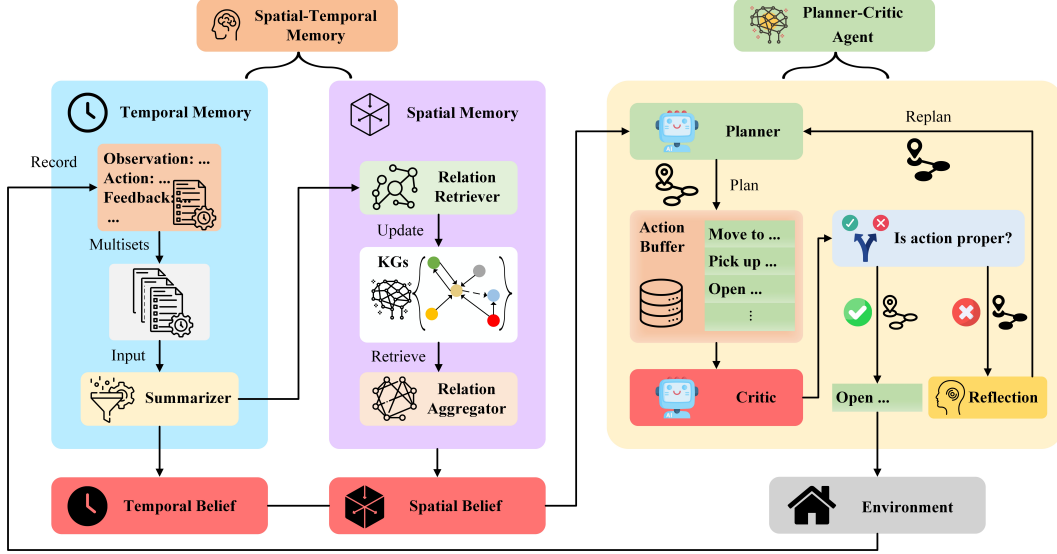 Spatial-Temporal
Memory
Planner-Critic
Agent
Temporal Memory
Record
Observation: ...
Action: ...
Feedback: ...
...
Multisets
Input
Summarizer
Temporal Belief
Spatial Memory
Relation
Retriever
Update
KGs
Retrieve
Relation
Aggregator
Spatial Belief
Planner
Replan
Plan
Action
Buffer
Move to ...
Pick up ...
Open ...
⋮
Is action proper?
Critic
Open ...
Reflection
Environment